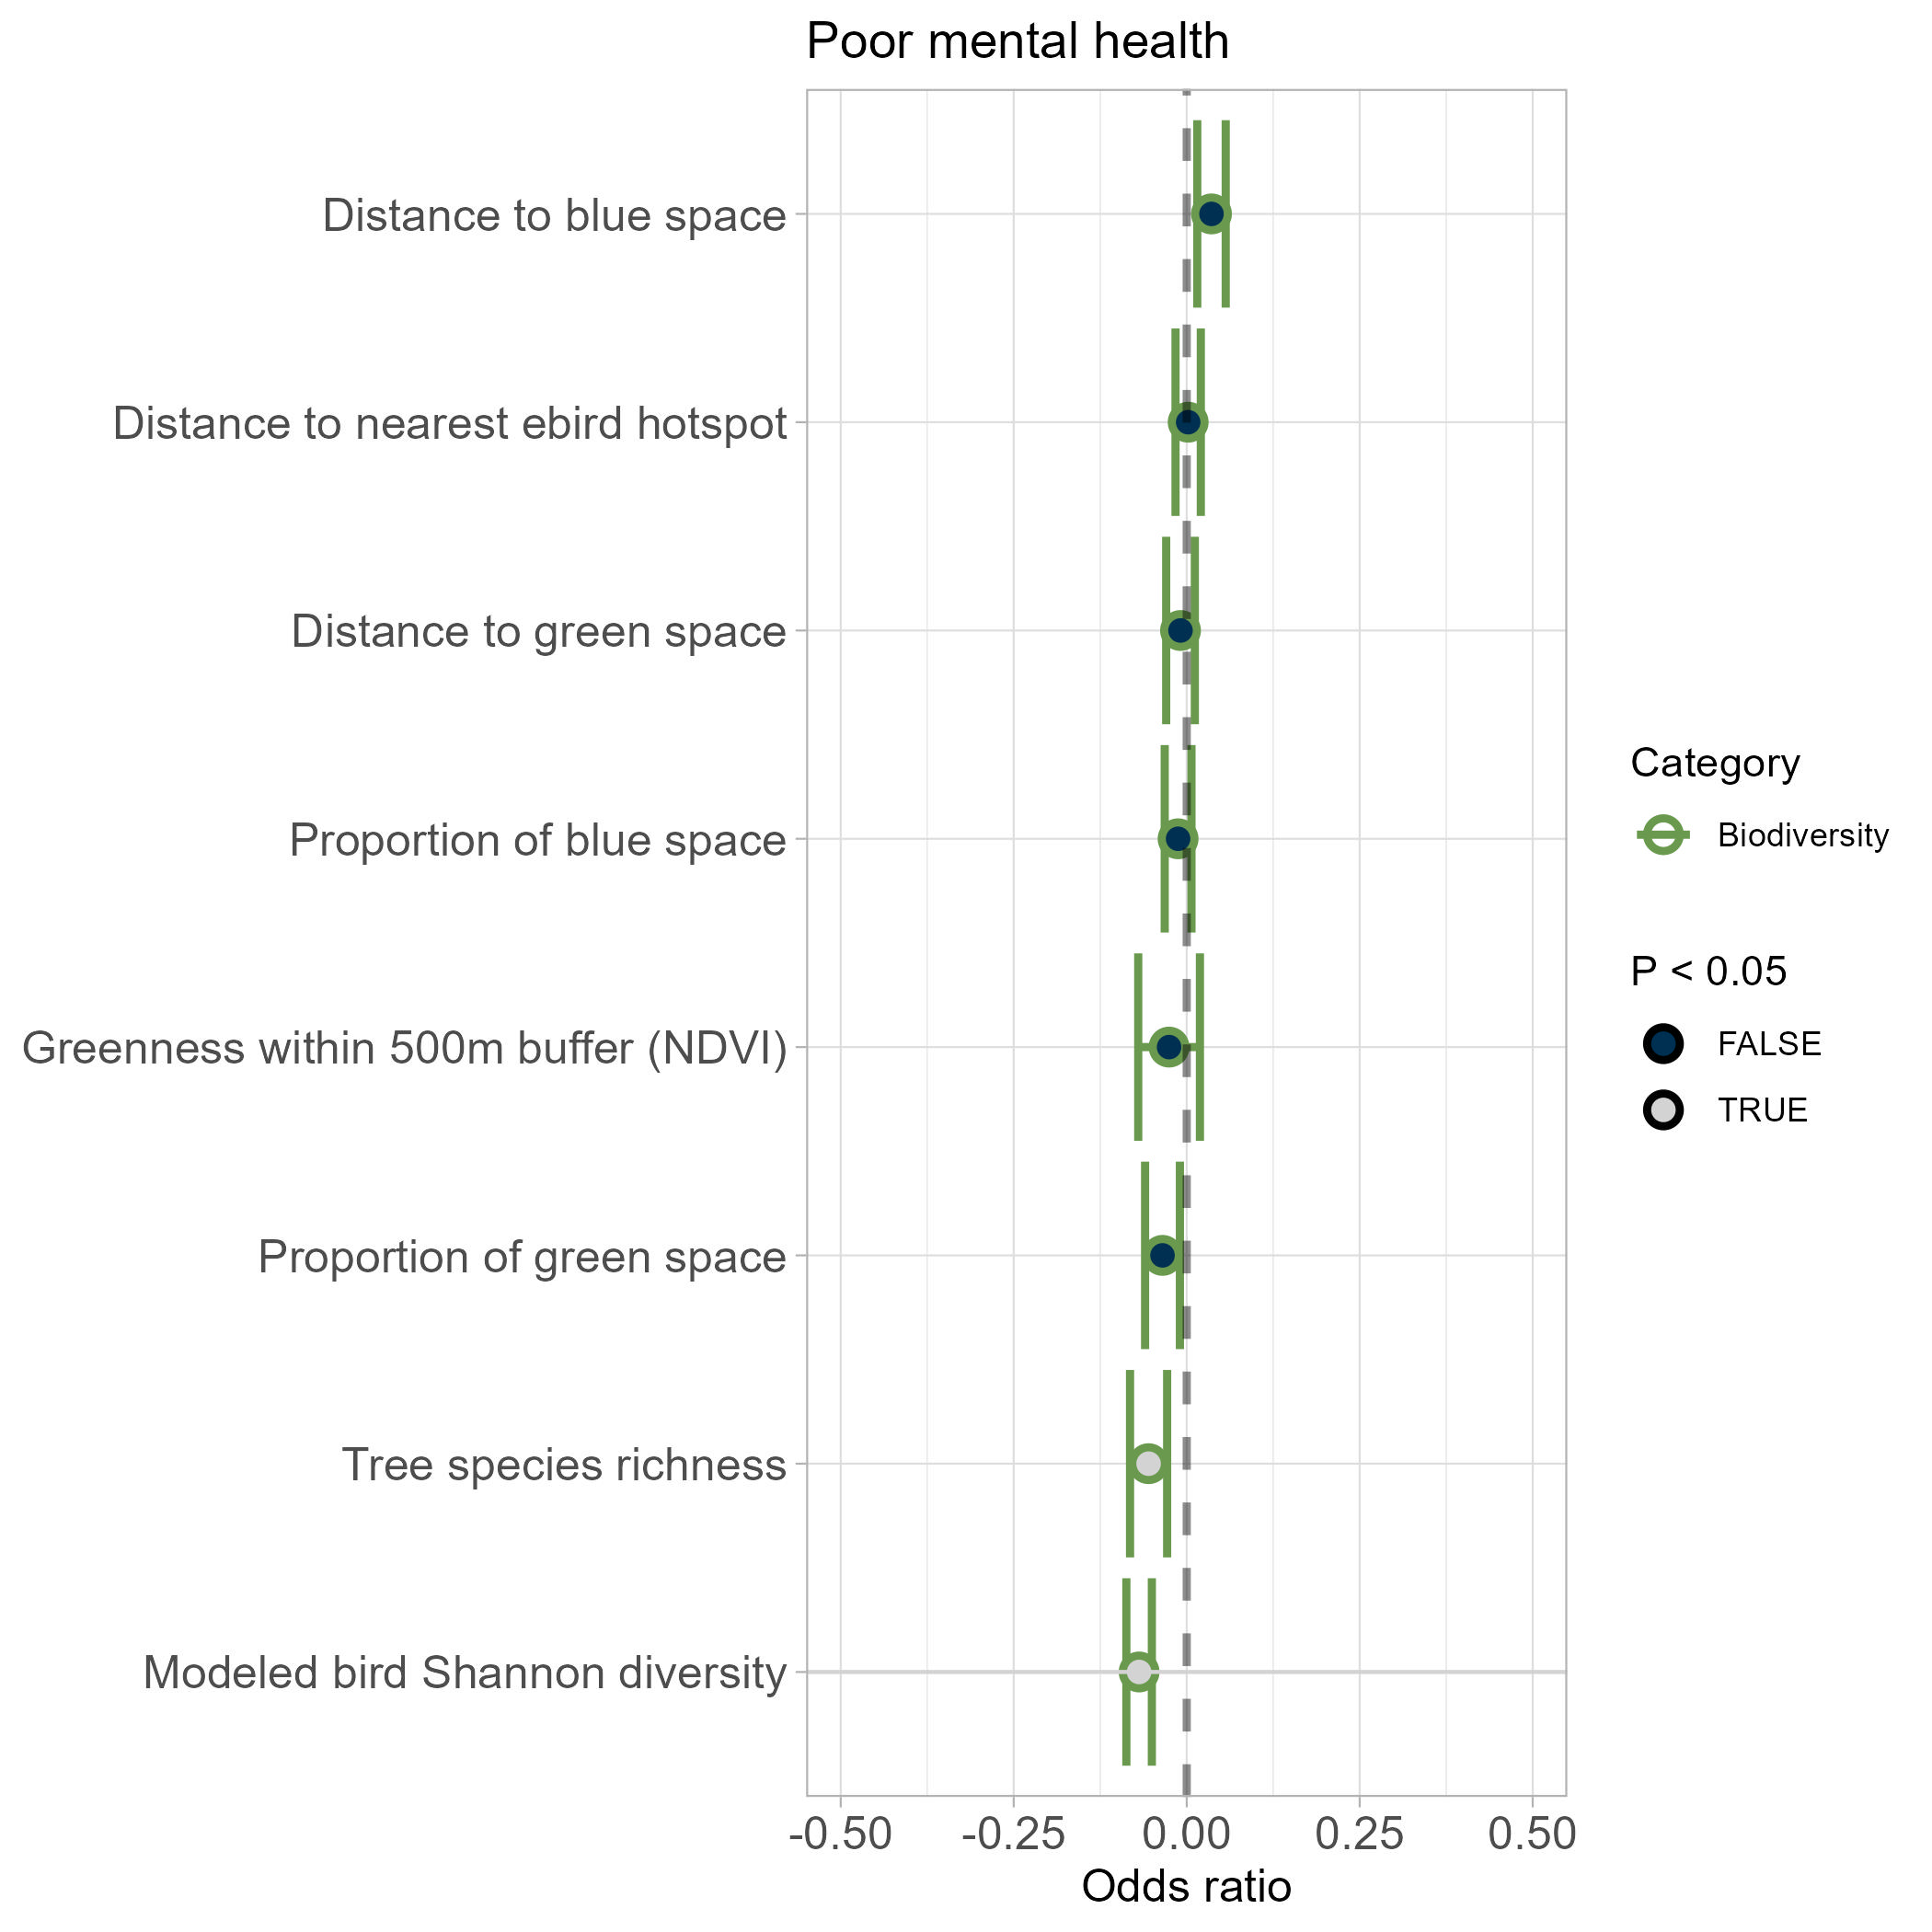 Poor mental health
Distance to blue space
Distance to nearest ebird hotspot
Distance to green space
Proportion of blue space
Greenness within 500m buffer (NDVI)
Proportion of green space
Tree species richness
Modeled bird Shannon diversity
-0.50 -0.25 0.00 0.25 0.50
Odds ratio
Category
Biodiversity
P < 0.05
FALSE
TRUE